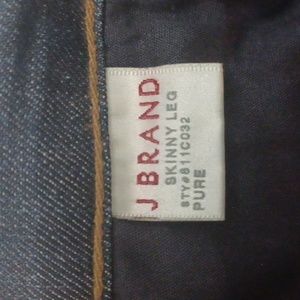 J BRAND
SKINNY LEG
STY#811C032
PURE